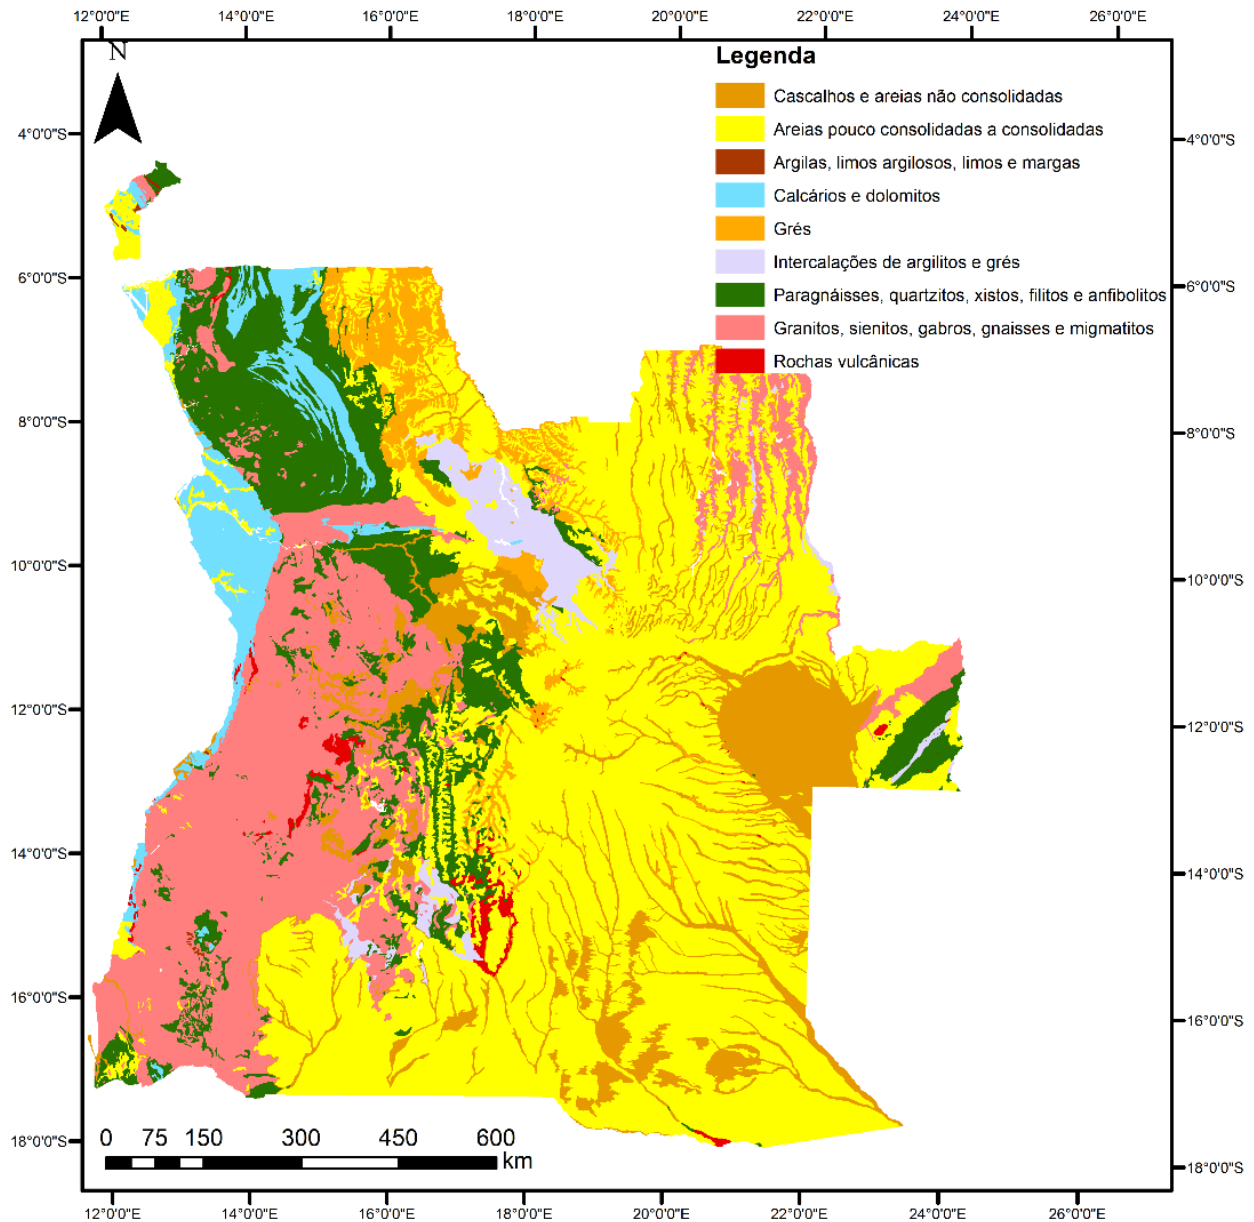 12°0'0"E 14°0'0"E 16°0'0"E 18°0'0"E 20°0'0"E 22°0'0"E 24°0'0"E 26°0'0"E
N
Legenda
Cascalhos e areias não consolidadas
Areias pouco consolidadas a consolidadas
Argilas, limos argilosos, limos e margas
Calcários e dolomitos
Grés
Intercalações de argilitos e grés
Paragnáisses, quartzitos, xistos, filitos e anfibolitos
Granitos, sienitos, gabros, gnaisses e migmatitos
Rochas vulcânicas
4°0'0"S 4°0'0"S
6°0'0"S 6°0'0"S
8°0'0"S 8°0'0"S
10°0'0"S 10°0'0"S
12°0'0"S 12°0'0"S
14°0'0"S 14°0'0"S
16°0'0"S 16°0'0"S
18°0'0"S 18°0'0"S
0 75 150 300 450 600
km
12°0'0"E 14°0'0"E 16°0'0"E 18°0'0"E 20°0'0"E 22°0'0"E 24°0'0"E 26°0'0"E